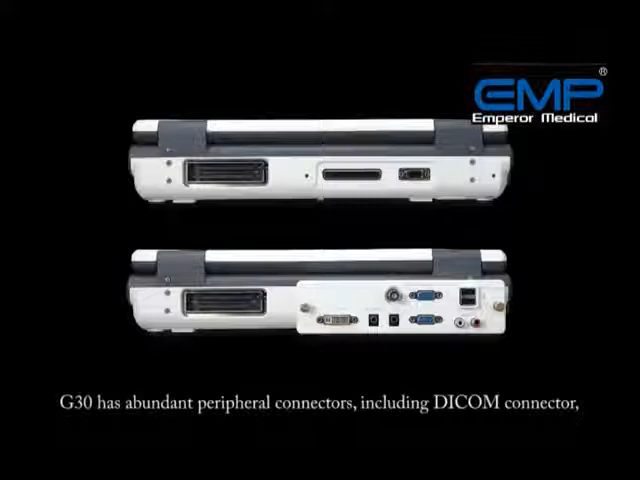 EMP®
Emperor Medical
G30 has abundant peripheral connectors, including DICOM connector,